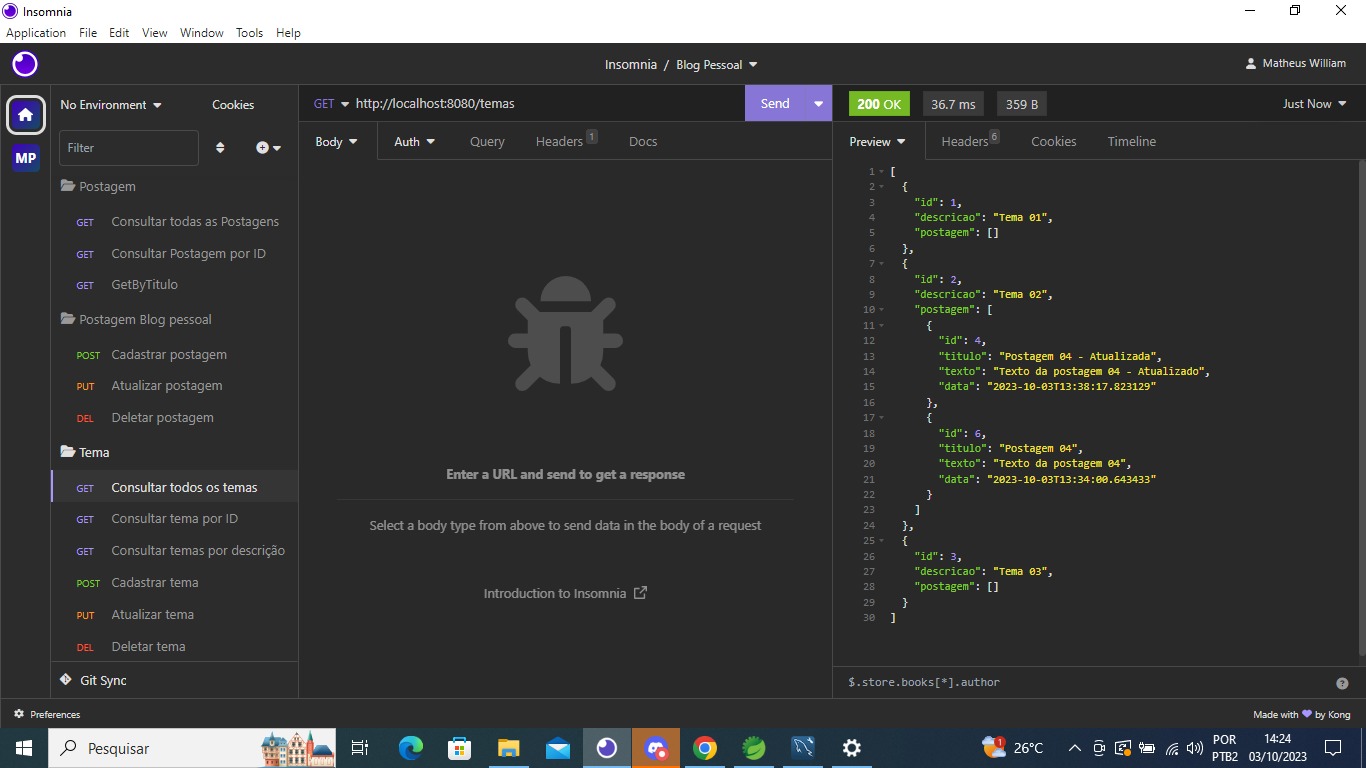 Insomnia
Application File Edit View Window Tools Help
Insomnia / Blog Pessoal
Matheus William
MP
No Environment
Cookies
Filter
Postagem
GET Consultar todas as Postagens
GET Consultar Postagem por ID
GET GetByTitulo
Postagem Blog pessoal
POST Cadastrar postagem
PUT Atualizar postagem
DEL Deletar postagem
Tema
GET Consultar todos os temas
GET Consultar tema por ID
GET Consultar temas por descrição
POST Cadastrar tema
PUT Atualizar tema
DEL Deletar tema
Git Sync
GET http://localhost:8080/temas
Send
Body Auth Query Headers 1 Docs
Enter a URL and send to get a response
Select a body type from above to send data in the body of a request
Introduction to Insomnia
200 OK 36.7 ms 359 B Just Now
Preview Headers 6 Cookies Timeline
1 [
2 {
3 "id": 1,
4 "descricao": "Tema 01",
5 "postagem": []
6 },
7 {
8 "id": 2,
9 "descricao": "Tema 02",
10 "postagem": [
11 {
12 "id": 4,
13 "titulo": "Postagem 04 - Atualizada",
14 "texto": "Texto da postagem 04 - Atualizado",
15 "data": "2023-10-03T13:38:17.823129"
16 },
17 {
18 "id": 6,
19 "titulo": "Postagem 04",
20 "texto": "Texto da postagem 04",
21 "data": "2023-10-03T13:34:00.643433"
22 }
23 ]
24 },
25 {
26 "id": 3,
27 "descricao": "Tema 03",
28 "postagem": []
29 }
30 ]
$.store.books[*].author
Preferences
Made with by Kong
Pesquisar
1
26°C
POR
PTB2
14:24
03/10/2023